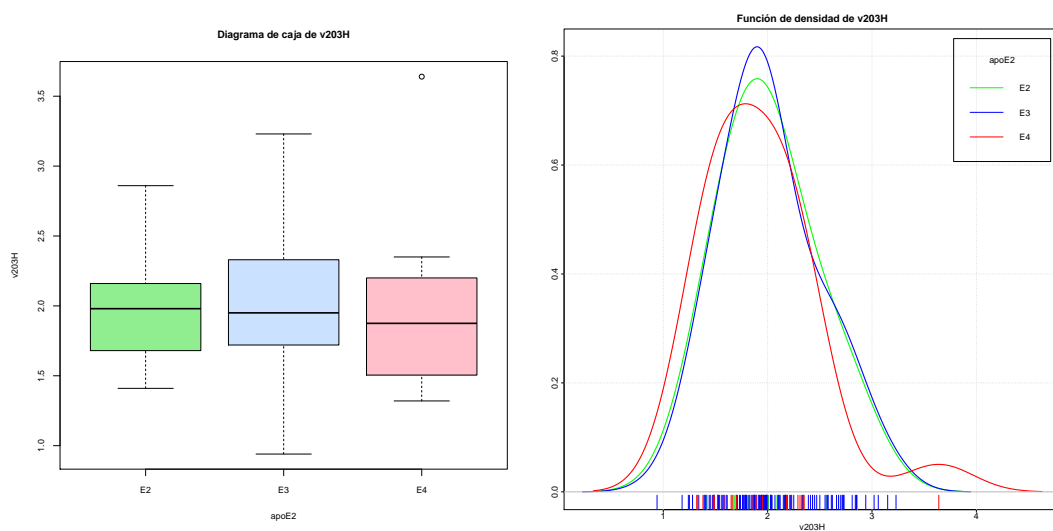 Diagrama de caja de v203H
v203H
3.5
3.0
2.5
2.0
1.5
1.0
E2
E3
E4
apoE2
Función de densidad de v203H
0.8
0.6
0.4
0.2
0.0
apoE2
E2
E3
E4
1
2
3
4
v203H